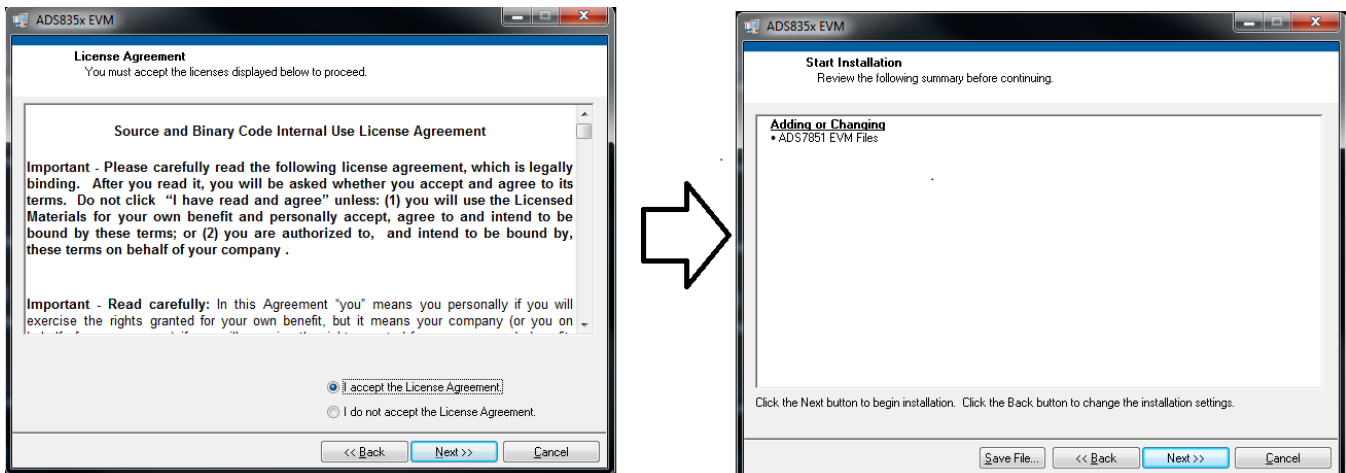 ADS835x EVM
License Agreement
You must accept the licenses displayed below to proceed.
Source and Binary Code Internal Use License Agreement
Important - Please carefully read the following license agreement, which is legally
binding. After you read it, you will be asked whether you accept and agree to its
terms. Do not click “I have read and agree” unless: (1) you will use the Licensed
Materials for your own benefit and personally accept, agree to and intend to be
bound by these terms; or (2) you are authorized to, and intend to be bound by,
these terms on behalf of your company .
Important - Read carefully: In this Agreement “you” means you personally if you will
exercise the rights granted for your own benefit, but it means your company (or you on
I accept the License Agreement.
I do not accept the License Agreement.
<< Back
Next >>
Cancel
ADS835x EVM
Start Installation
Review the following summary before continuing.
Adding or Changing
• ADS7851 EVM Files
Click the Next button to begin installation. Click the Back button to change the installation settings.
Save File...
<< Back
Next >>
Cancel